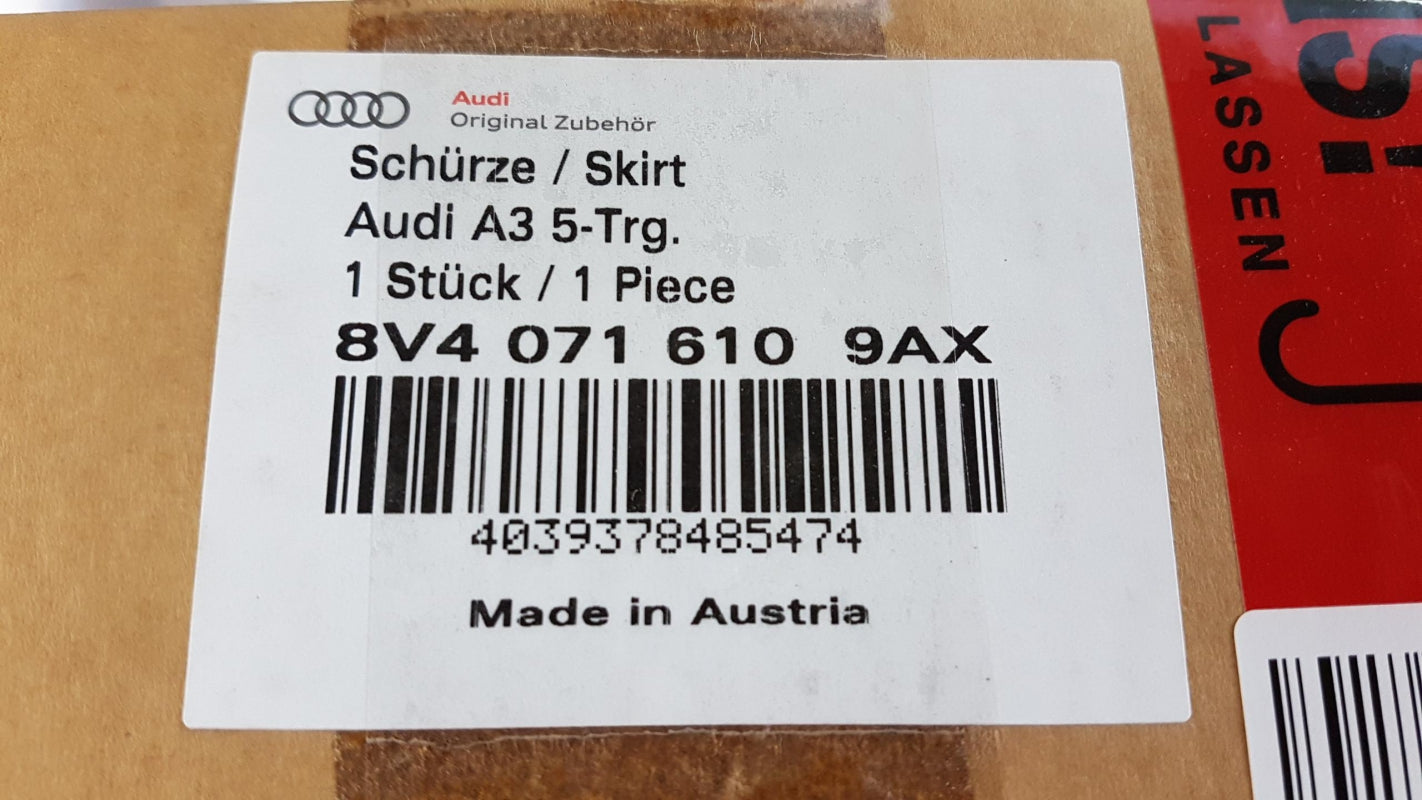 Audi
Original Zubehör
Schürze / Skirt
Audi A3 5-Trg.
1 Stück / 1 Piece
8V4 071 610 9AX
4039378485474
Made in Austria
LASSEN